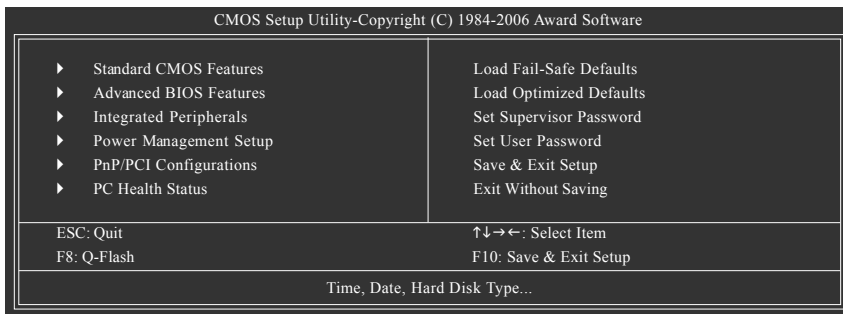 CMOS Setup Utility-Copyright (C) 1984-2006 Award Software
Standard CMOS Features
Advanced BIOS Features
Integrated Peripherals
Power Management Setup
PnP/PCI Configurations
PC Health Status
Load Fail-Safe Defaults
Load Optimized Defaults
Set Supervisor Password
Set User Password
Save & Exit Setup
Exit Without Saving
ESC: Quit
F8: Q-Flash
↑↓→←: Select Item
F10: Save & Exit Setup
Time, Date, Hard Disk Type...